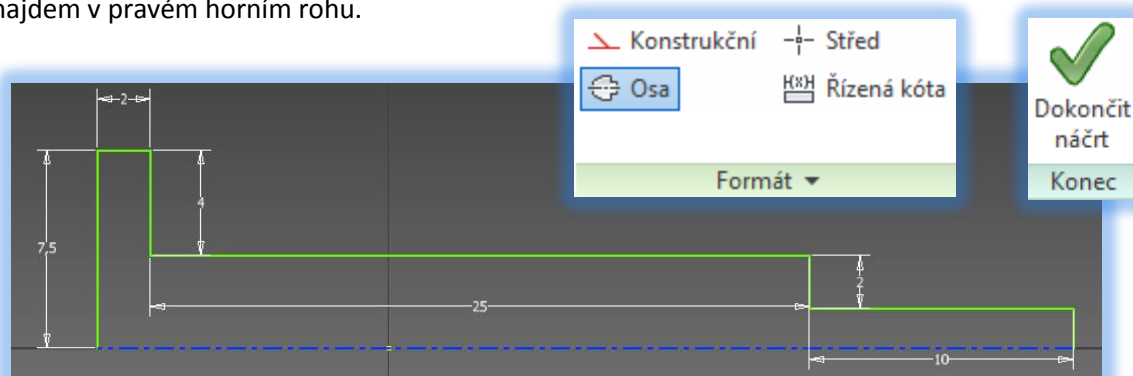 najdem v pravém horním rohu.
Konstrukční
Střed
Osa
Řízená kóta
Formát
Dokončit
náčrt
Konec
2
4
7,5
25
2
10